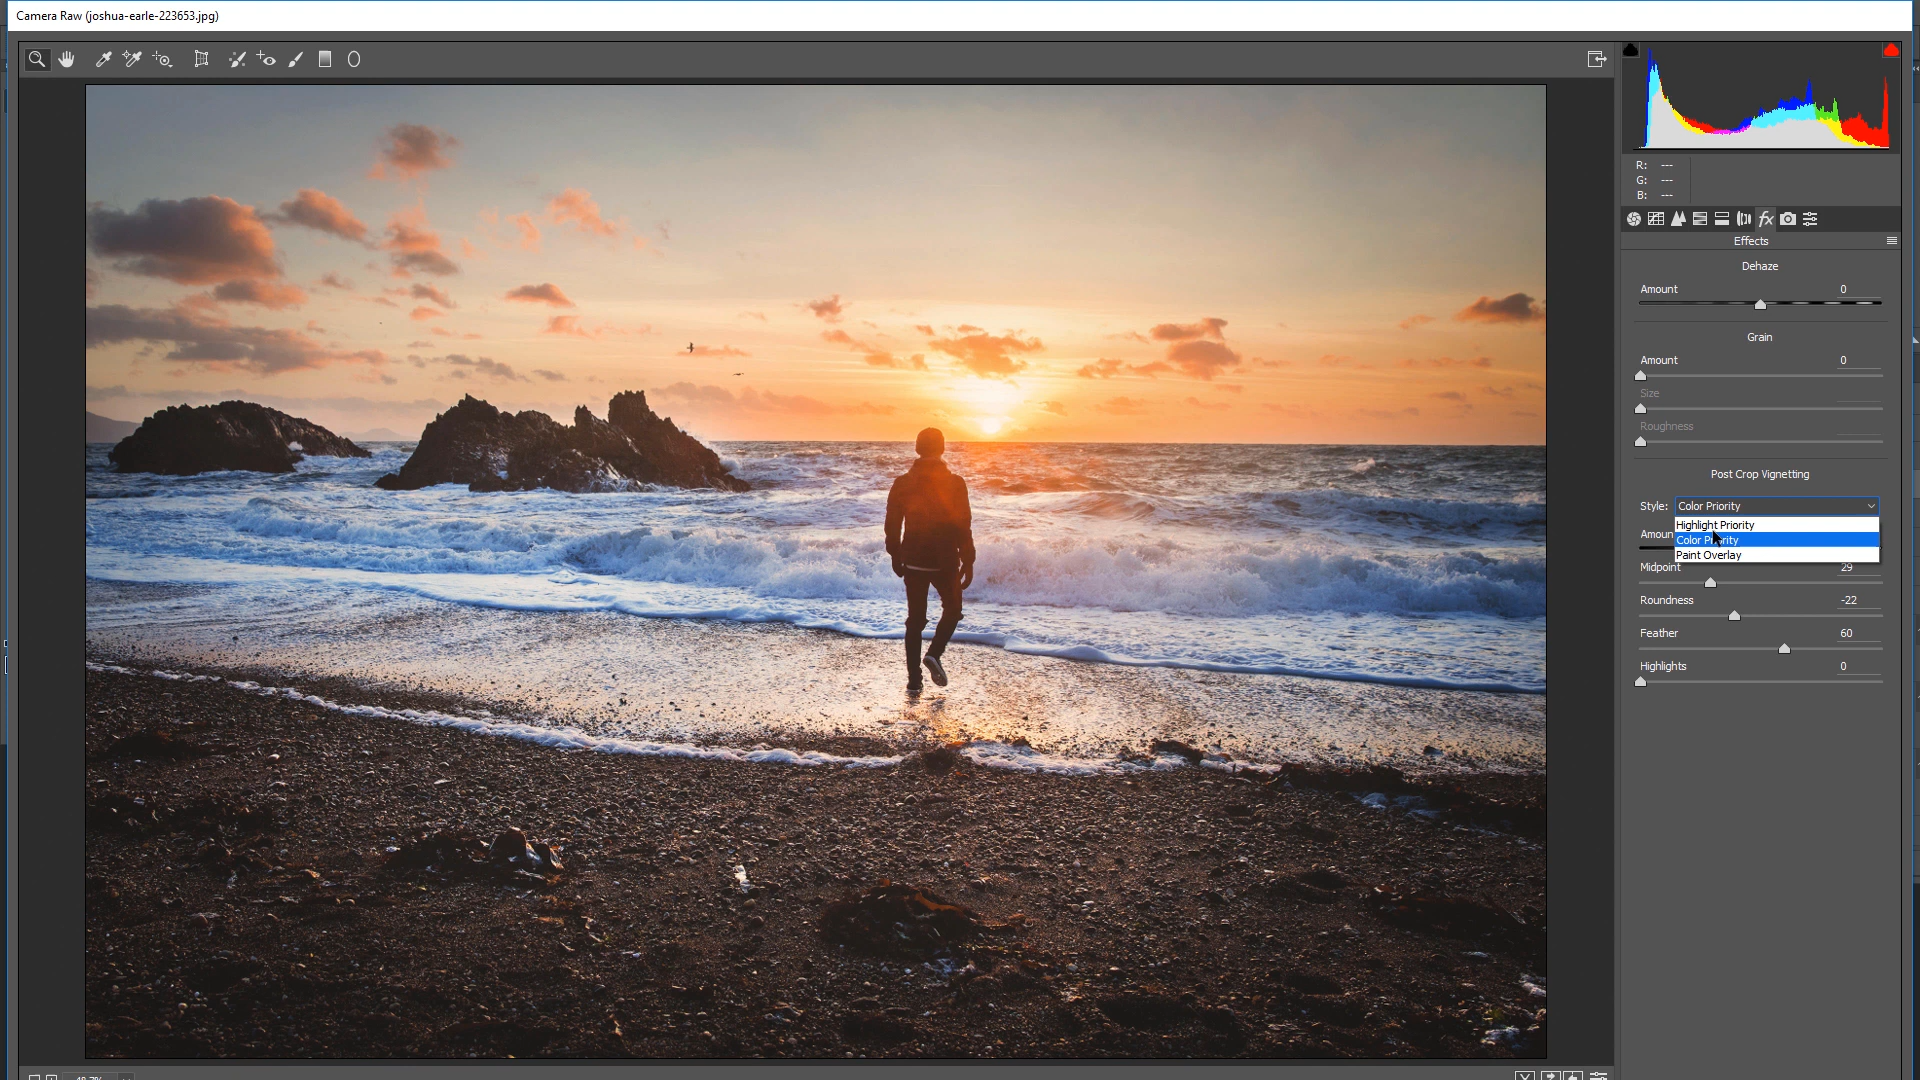 Camera Raw (joshua-earle-223653.jpg)
R: ---
G: ---
B: ---
fx
Effects
Dehaze
Amount 0
Grain
Amount 0
Size
Roughness
Post Crop Vignetting
Style: Color Priority
Highlight Priority
Amoun
Color Priority
Paint Overlay
Midpoint 29
Roundness -22
Feather 60
Highlights 0